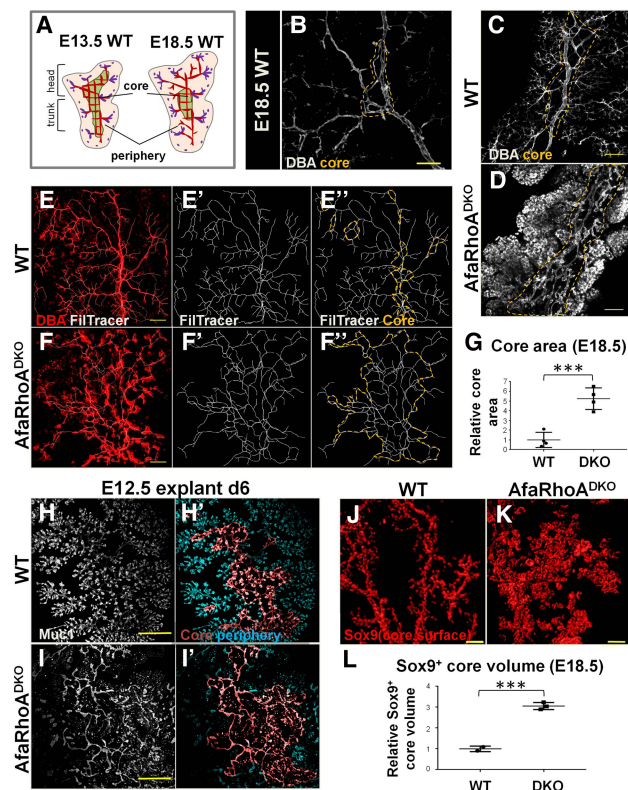 A
E13.5 WT E18.5 WT
head
trunk
core
periphery
B
E18.5 WT
DBA core
C
WT
DBA core
D
AfaRhoA^DKO
E E' E''
WT
DBA FilTracer FilTracer FilTracer Core
F F' F''
AfaRhoA^DKO
G Core area (E18.5)
***
Relative core
area
7
6
5
4
3
2
1
0
WT DKO
E12.5 explant d6
H H'
WT
Muc1 Core periphery
I I'
AfaRhoA^DKO
WT AfaRhoA^DKO
J K
Sox9(core surface)
L Sox9⁺ core volume (E18.5)
***
Relative Sox9⁺
core volume
4
3
2
1
0
WT DKO